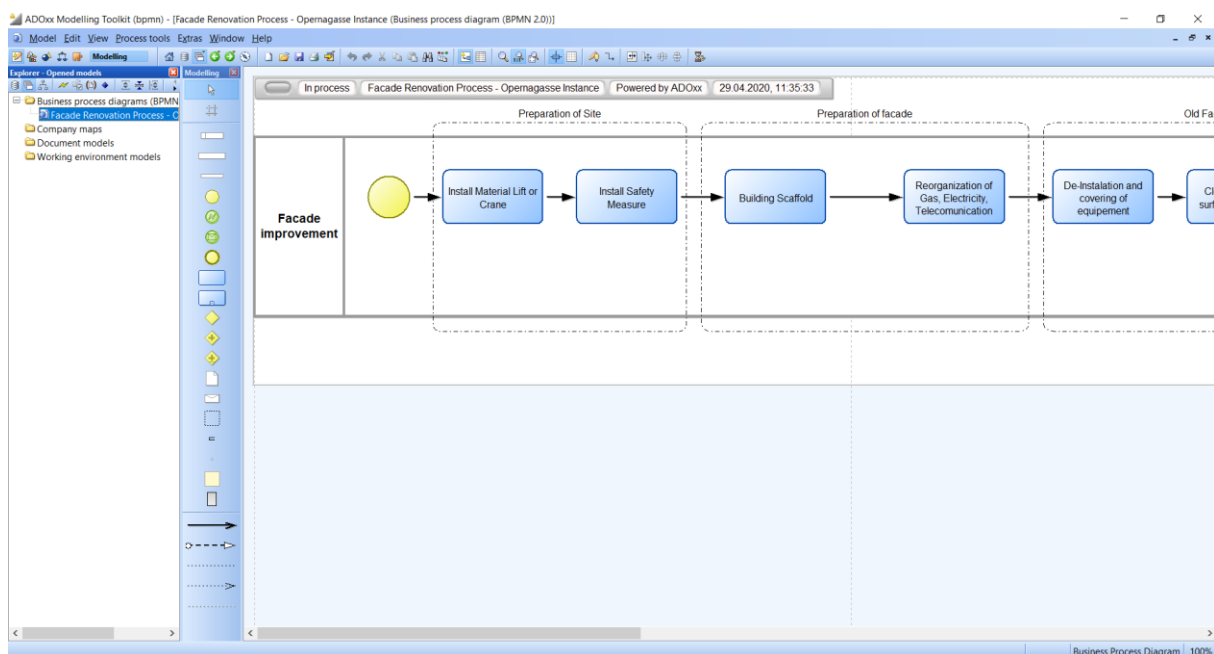 ADOxx Modelling Toolkit (bpmn) - [Facade Renovation Process - Opernagasse Instance (Business process diagram (BPMN 2.0))]
Model Edit View Process tools Extras Window Help
Modelling
Explorer - Opened models
Modelling
Business process diagrams (BPMN
Facade Renovation Process - O
Company maps
Document models
Working environment models
In process Facade Renovation Process - Opernagasse Instance Powered by ADOxx 29.04.2020, 11:35:33
Preparation of Site
Preparation of facade
Old Fa
Facade
improvement
Install Material Lift or
Crane
Install Safety
Measure
Building Scaffold
Reorganization of
Gas, Electricity,
Telecomunication
De-Instalation and
covering of
equipement
Cl
surf
Business Process Diagram 100%